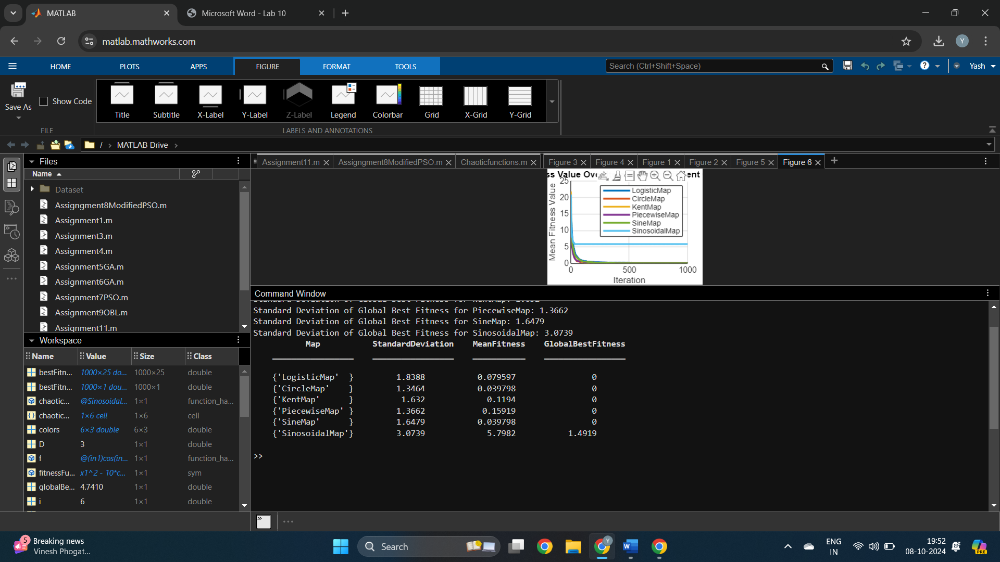 MATLAB
Microsoft Word - Lab 10
matlab.mathworks.com
Y
HOME PLOTS APPS FIGURE FORMAT TOOLS
Search (Ctrl+Shift+Space)
Yash
Save As
Show Code
Title Subtitle X-Label Y-Label Z-Label Legend Colorbar Grid X-Grid Y-Grid
FILE
LABELS AND ANNOTATIONS
/ MATLAB Drive
Files
Name
Dataset
Assigngment8ModifiedPSO.m
Assignment1.m
Assignment3.m
Assignment4.m
Assignment5GA.m
Assignment6GA.m
Assignment7PSO.m
Assignment9OBL.m
Assignment11.m
Workspace
Name Value Size Class
bestFitn... 1000×25 do... 1000×25 double
bestFitn... 1000×1 dou... 1000×1 double
chaotic... @Sinosoidal... 1×1 function_ha...
chaotic... 1×6 cell 1×6 cell
colors 6×3 double 6×3 double
D 3 1×1 double
f @(in1)cos(in... 1×1 function_ha...
fitnessFu... x1^2 - 10*c... 1×1 sym
globalBe... 4.7410 1×1 double
i 6 1×1 double
Assignment11.m Assigngment8ModifiedPSO.m Chaoticfunctions.m Figure 3 Figure 4 Figure 1 Figure 2 Figure 5 Figure 6
ss Value Ov ent
Mean Fitness Value
25
20
15
10
5
0
0 500 1000
Iteration
LogisticMap
CircleMap
KentMap
PiecewiseMap
SineMap
SinosoidalMap
Command Window
Standard Deviation of Global Best Fitness for KentMap: 1.632
Standard Deviation of Global Best Fitness for PiecewiseMap: 1.3662
Standard Deviation of Global Best Fitness for SineMap: 1.6479
Standard Deviation of Global Best Fitness for SinosoidalMap: 3.0739
Map StandardDeviation MeanFitness GlobalBestFitness
{'LogisticMap' } 1.8388 0.079597 0
{'CircleMap' } 1.3464 0.039798 0
{'KentMap' } 1.632 0.1194 0
{'PiecewiseMap' } 1.3662 0.15919 0
{'SineMap' } 1.6479 0.039798 0
{'SinosoidalMap'} 3.0739 5.7982 1.4919
>>
5
Breaking news
Vinesh Phogat...
Search
ENG
IN
19:52
08-10-2024
PRE